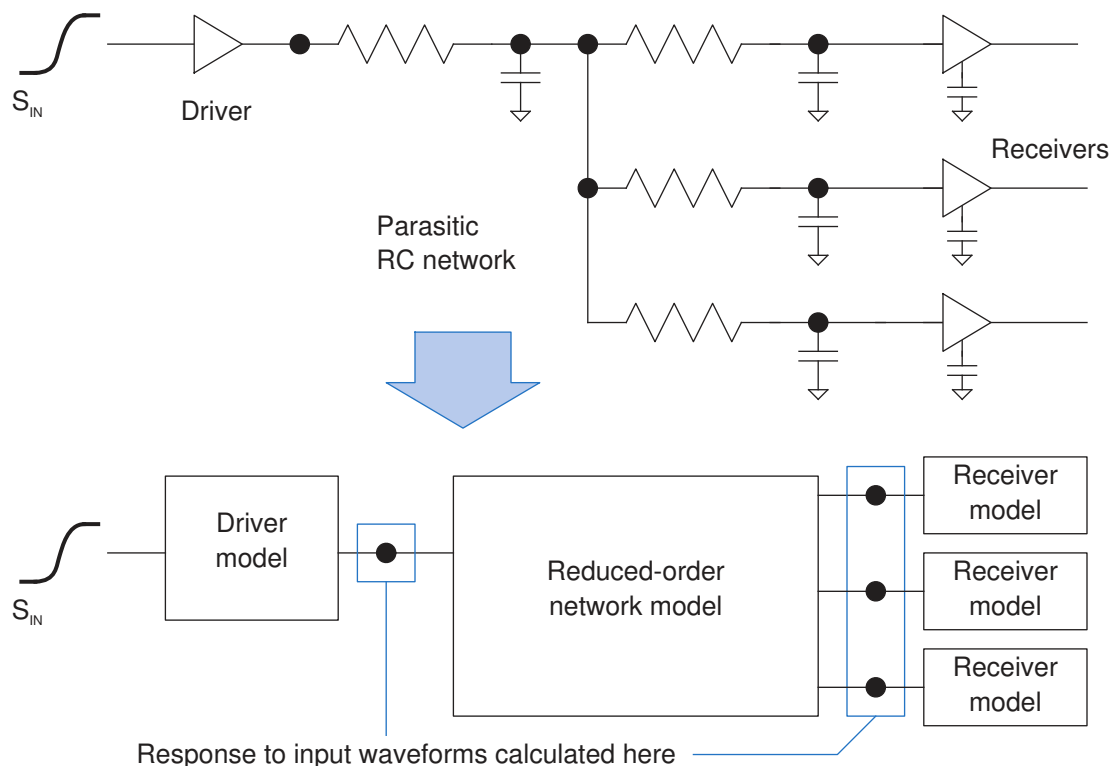 S_IN
Driver
Receivers
Parasitic
RC network
S_IN
Driver
model
Reduced-order
network model
Receiver
model
Receiver
model
Receiver
model
Response to input waveforms calculated here